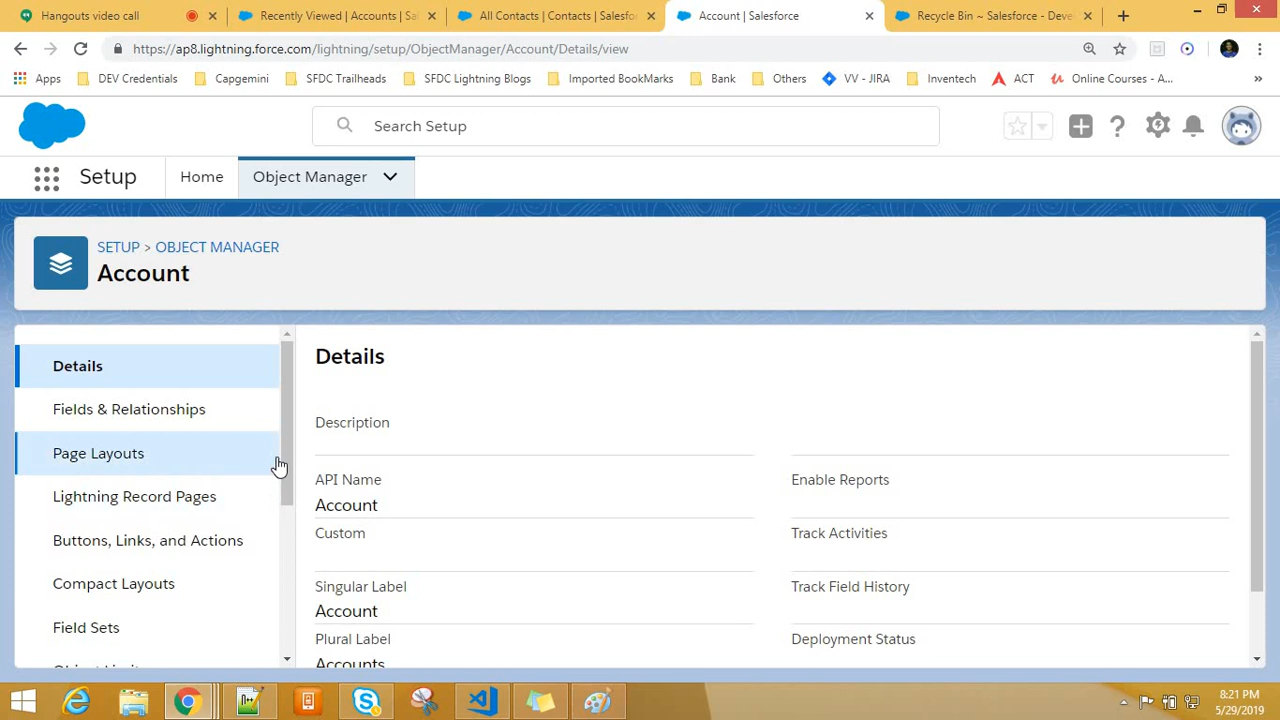 Hangouts video call
Recently Viewed | Accounts | Sa
All Contacts | Contacts | Salesfo
Account | Salesforce
Recycle Bin ~ Salesforce - Deve
https://ap8.lightning.force.com/lightning/setup/ObjectManager/Account/Details/view
Apps
DEV Credentials
Capgemini
SFDC Trailheads
SFDC Lightning Blogs
Imported BookMarks
Bank
Others
VV - JIRA
Inventech
ACT
Online Courses - A...
»
Search Setup
Setup
Home
Object Manager
SETUP > OBJECT MANAGER
Account
Details
Fields & Relationships
Page Layouts
Lightning Record Pages
Buttons, Links, and Actions
Compact Layouts
Field Sets
Details
Description
API Name
Account
Enable Reports
Custom
Track Activities
Singular Label
Account
Track Field History
Plural Label
Accounts
Deployment Status
8:21 PM
5/29/2019